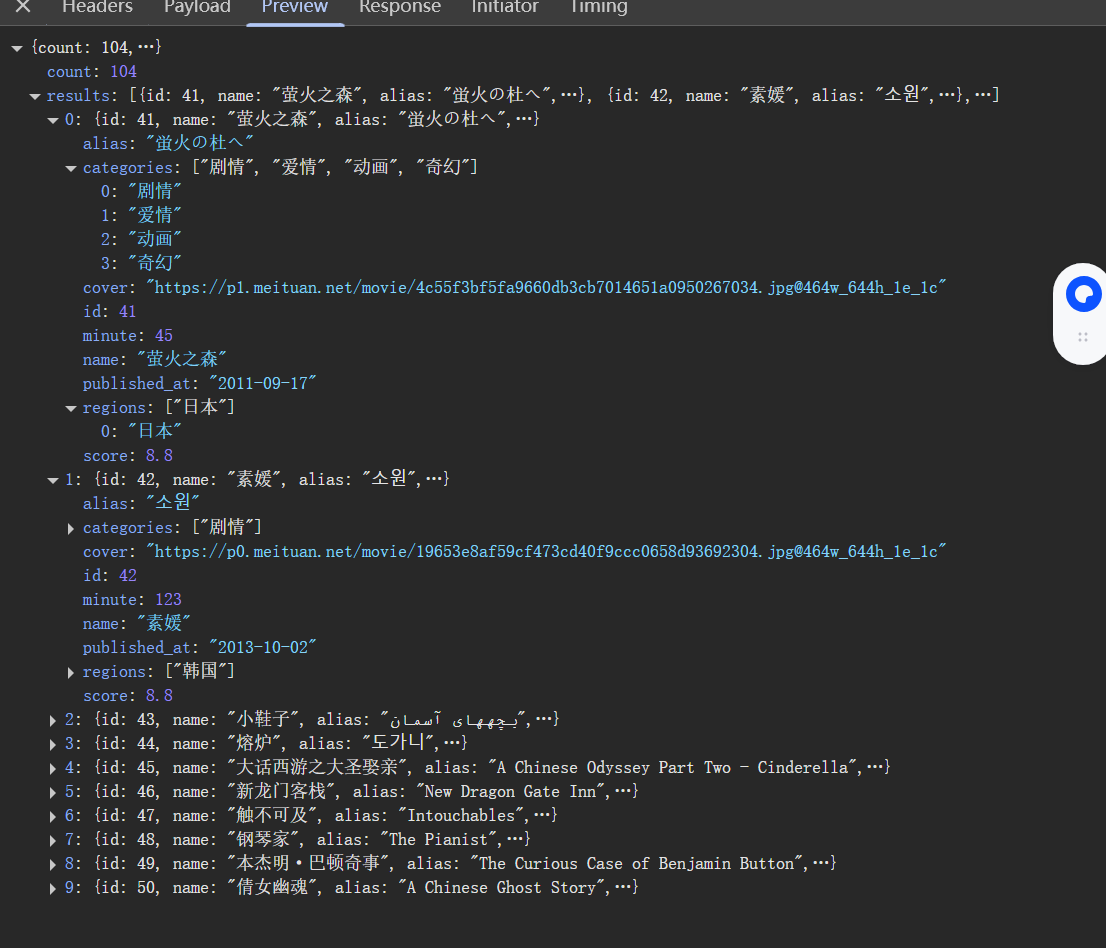 Headers Payload Preview Response Initiator Timing
{count: 104,…}
count: 104
results: [{id: 41, name: "萤火之森", alias: "蛍火の杜へ",…}, {id: 42, name: "素媛", alias: "소원",…},…]
0: {id: 41, name: "萤火之森", alias: "蛍火の杜へ",…}
alias: "蛍火の杜へ"
categories: ["剧情", "爱情", "动画", "奇幻"]
0: "剧情"
1: "爱情"
2: "动画"
3: "奇幻"
cover: "https://p1.meituan.net/movie/4c55f3bf5fa9660db3cb7014651a0950267034.jpg@464w_644h_1e_1c"
id: 41
minute: 45
name: "萤火之森"
published_at: "2011-09-17"
regions: ["日本"]
0: "日本"
score: 8.8
1: {id: 42, name: "素媛", alias: "소원",…}
alias: "소원"
categories: ["剧情"]
cover: "https://p0.meituan.net/movie/19653e8af59cf473cd40f9ccc0658d93692304.jpg@464w_644h_1e_1c"
id: 42
minute: 123
name: "素媛"
published_at: "2013-10-02"
regions: ["韩国"]
score: 8.8
2: {id: 43, name: "小鞋子", alias: "بچههای آسمان",…}
3: {id: 44, name: "熔炉", alias: "도가니",…}
4: {id: 45, name: "大话西游之大圣娶亲", alias: "A Chinese Odyssey Part Two - Cinderella",…}
5: {id: 46, name: "新龙门客栈", alias: "New Dragon Gate Inn",…}
6: {id: 47, name: "触不可及", alias: "Intouchables",…}
7: {id: 48, name: "钢琴家", alias: "The Pianist",…}
8: {id: 49, name: "本杰明·巴顿奇事", alias: "The Curious Case of Benjamin Button",…}
9: {id: 50, name: "倩女幽魂", alias: "A Chinese Ghost Story",…}